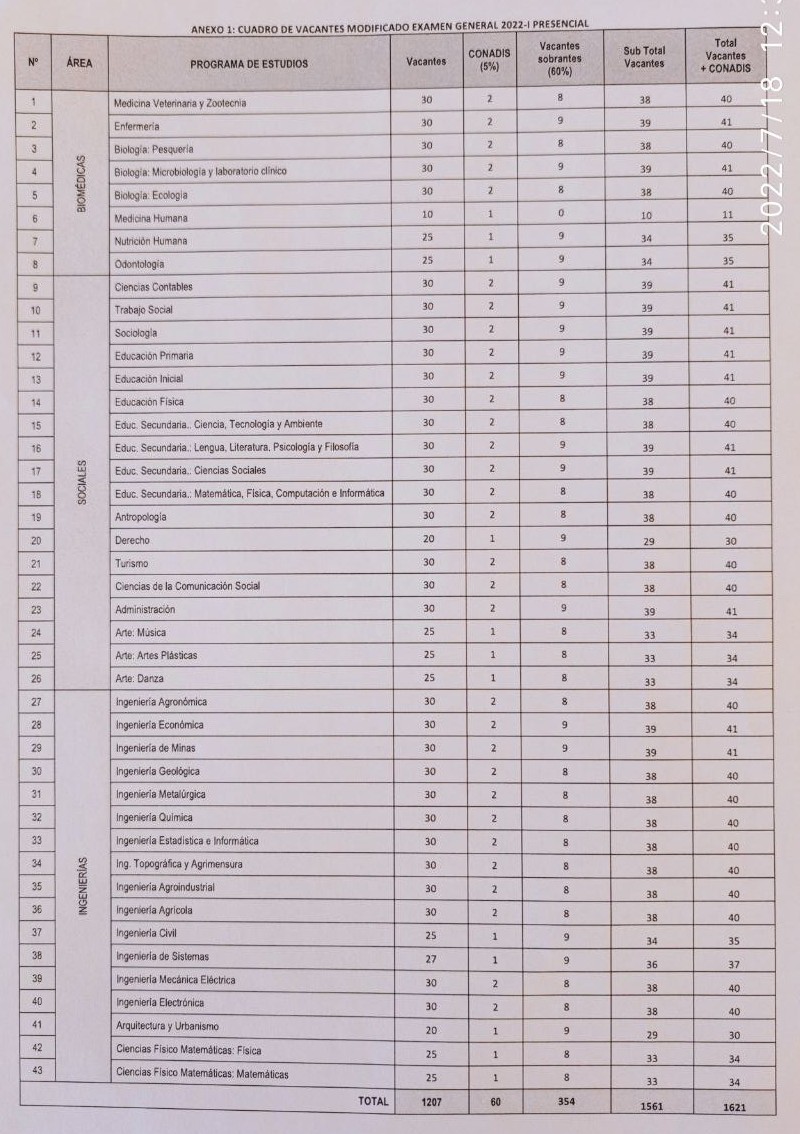 ANEXO 1: CUADRO DE VACANTES MODIFICADO EXAMEN GENERAL 2022-I PRESENCIAL
Nº ÁREA PROGRAMA DE ESTUDIOS Vacantes CONADIS (5%) Vacantes sobrantes (60%) Sub Total Vacantes Total Vacantes + CONADIS
BIOMÉDICAS
1 Medicina Veterinaria y Zootecnia 30 2 8 38 40
2 Enfermería 30 2 9 39 41
3 Biología: Pesquería 30 2 8 38 40
4 Biología: Microbiología y laboratorio clínico 30 2 9 39 41
5 Biología: Ecología 30 2 8 38 40
6 Medicina Humana 10 1 0 10 11
7 Nutrición Humana 25 1 9 34 35
8 Odontología 25 1 9 34 35
SOCIALES
9 Ciencias Contables 30 2 9 39 41
10 Trabajo Social 30 2 9 39 41
11 Sociología 30 2 9 39 41
12 Educación Primaria 30 2 9 39 41
13 Educación Inicial 30 2 9 39 41
14 Educación Física 30 2 8 38 40
15 Educ. Secundaria.: Ciencia, Tecnología y Ambiente 30 2 8 38 40
16 Educ. Secundaria.: Lengua, Literatura, Psicología y Filosofía 30 2 9 39 41
17 Educ. Secundaria.: Ciencias Sociales 30 2 9 39 41
18 Educ. Secundaria.: Matemática, Física, Computación e Informática 30 2 8 38 40
19 Antropología 30 2 8 38 40
20 Derecho 20 1 9 29 30
21 Turismo 30 2 8 38 40
22 Ciencias de la Comunicación Social 30 2 8 38 40
23 Administración 30 2 9 39 41
24 Arte: Música 25 1 8 33 34
25 Arte: Artes Plásticas 25 1 8 33 34
26 Arte: Danza 25 1 8 33 34
INGENIERÍAS
27 Ingeniería Agronómica 30 2 8 38 40
28 Ingeniería Económica 30 2 9 39 41
29 Ingeniería de Minas 30 2 9 39 41
30 Ingeniería Geológica 30 2 8 38 40
31 Ingeniería Metalúrgica 30 2 8 38 40
32 Ingeniería Química 30 2 8 38 40
33 Ingeniería Estadística e Informática 30 2 8 38 40
34 Ing. Topográfica y Agrimensura 30 2 8 38 40
35 Ingeniería Agroindustrial 30 2 8 38 40
36 Ingeniería Agrícola 30 2 8 38 40
37 Ingeniería Civil 25 1 9 34 35
38 Ingeniería de Sistemas 27 1 9 36 37
39 Ingeniería Mecánica Eléctrica 30 2 8 38 40
40 Ingeniería Electrónica 30 2 8 38 40
41 Arquitectura y Urbanismo 20 1 9 29 30
42 Ciencias Físico Matemáticas: Física 25 1 8 33 34
43 Ciencias Físico Matemáticas: Matemáticas 25 1 8 33 34
TOTAL 1207 60 354 1561 1621
2022/7/18 12: